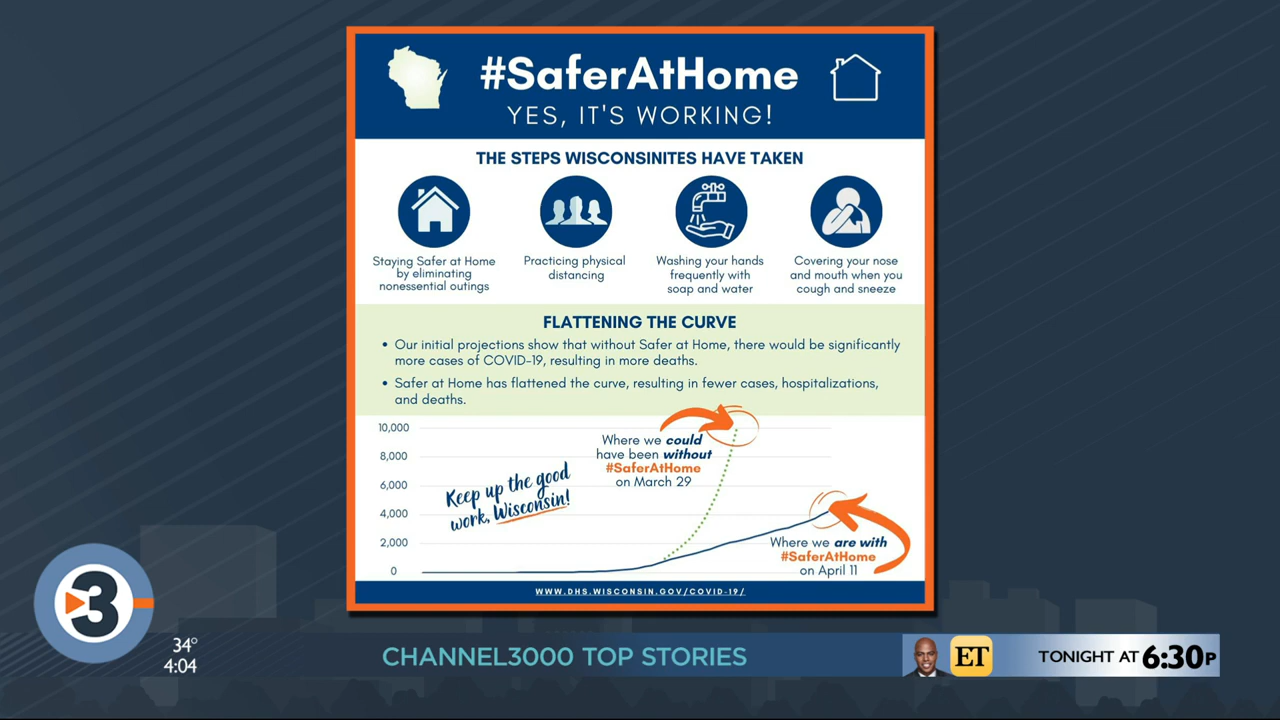 #SaferAtHome
YES, IT'S WORKING!
THE STEPS WISCONSINITES HAVE TAKEN
Staying Safer at Home
by eliminating
nonessential outings
Practicing physical
distancing
Washing your hands
frequently with
soap and water
Covering your nose
and mouth when you
cough and sneeze
FLATTENING THE CURVE
• Our initial projections show that without Safer at Home, there would be significantly
more cases of COVID-19, resulting in more deaths.
• Safer at Home has flattened the curve, resulting in fewer cases, hospitalizations,
and deaths.
10,000
8,000
6,000
4,000
2,000
0
Keep up the good
work, Wisconsin!
Where we could
have been without
#SaferAtHome
on March 29
Where we are with
#SaferAtHome
on April 11
WWW.DHS.WISCONSIN.GOV/COVID-19/
3
34°
4:04
CHANNEL3000 TOP STORIES
ET
TONIGHT AT 6:30P